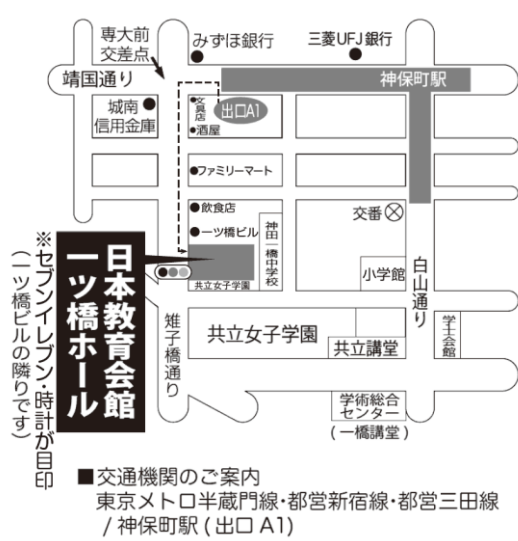 専大前
交差点
みずほ銀行
三菱UFJ銀行
靖国通り
神保町駅
城南
信用金庫
文具店
出口A1
酒屋
ファミリーマート
飲食店
交番
一ツ橋ビル
神田一橋中学校
小学館
白山通り
共立女子学園
日本教育会館
一ツ橋ホール
※セブンイレブン・時計が目印
(一ツ橋ビルの隣りです)
雉子橋通り
共立女子学園
共立講堂
学士会館
学術総合
センター
(一橋講堂)
■交通機関のご案内
東京メトロ半蔵門線・都営新宿線・都営三田線
/神保町駅(出口A1)